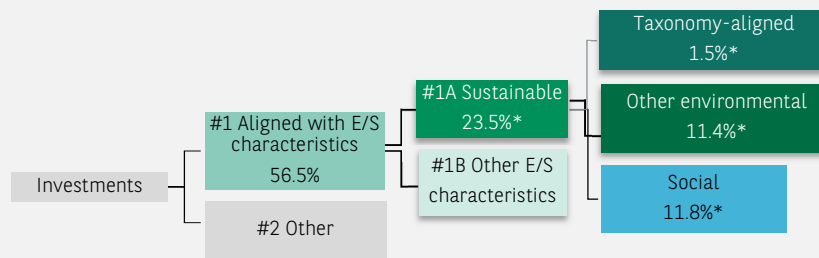 Investments
#1 Aligned with E/S
characteristics
56.5%
#2 Other
#1A Sustainable
23.5%*
#1B Other E/S
characteristics
Taxonomy-aligned
1.5%*
Other environmental
11.4%*
Social
11.8%*